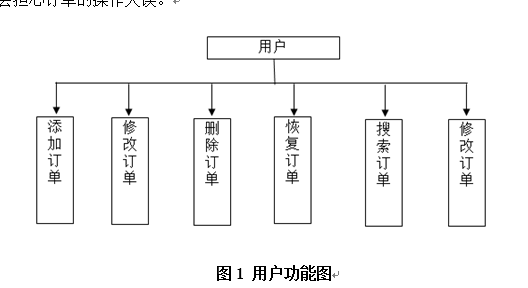 会担心订单的操作失误。
用户
添加订单
修改订单
删除订单
恢复订单
搜索订单
修改订单
图 1 用户功能图